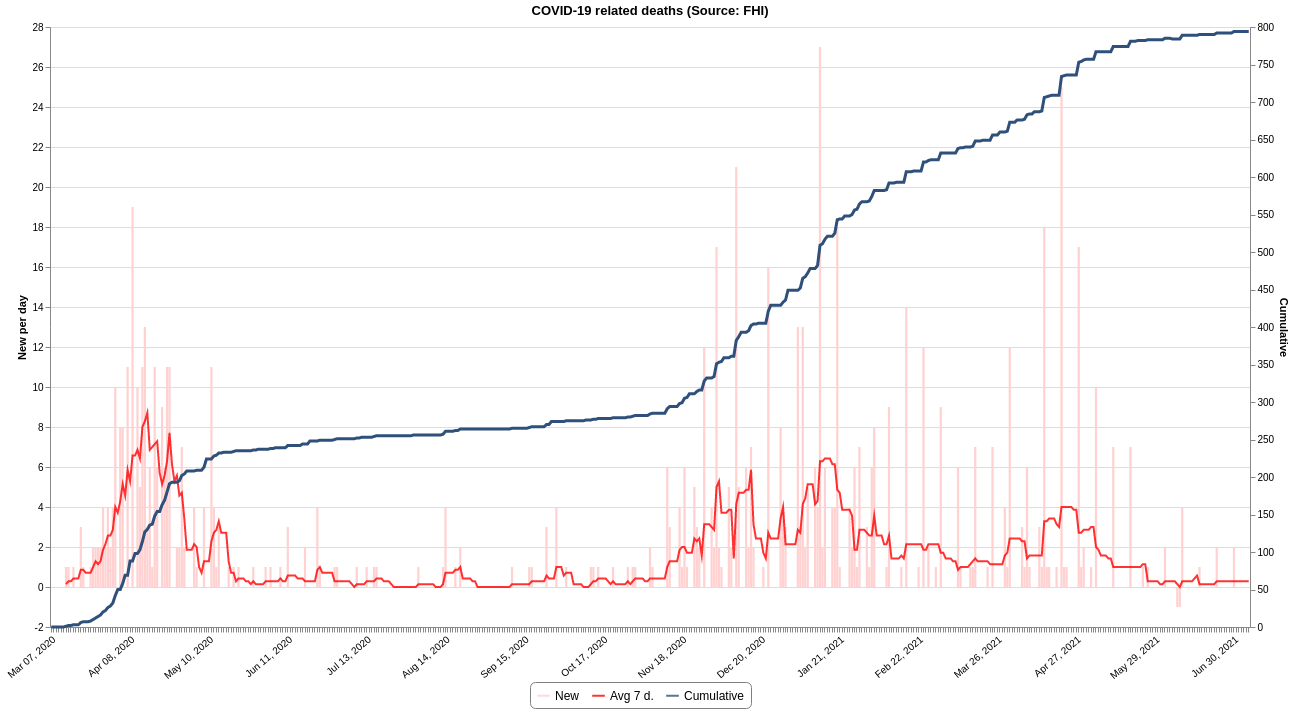 COVID-19 related deaths (Source: FHI)
28
26
24
22
20
18
16
14
12
10
8
6
4
2
0
-2
New per day
800
750
700
650
600
550
500
450
400
350
300
250
200
150
100
50
0
Cumulative
Mar 07, 2020
Apr 08, 2020
May 10, 2020
Jun 11, 2020
Jul 13, 2020
Aug 14, 2020
Sep 15, 2020
Oct 17, 2020
Nov 18, 2020
Dec 20, 2020
Jan 21, 2021
Feb 22, 2021
Mar 26, 2021
Apr 27, 2021
May 29, 2021
Jun 30, 2021
New Avg 7 d. Cumulative